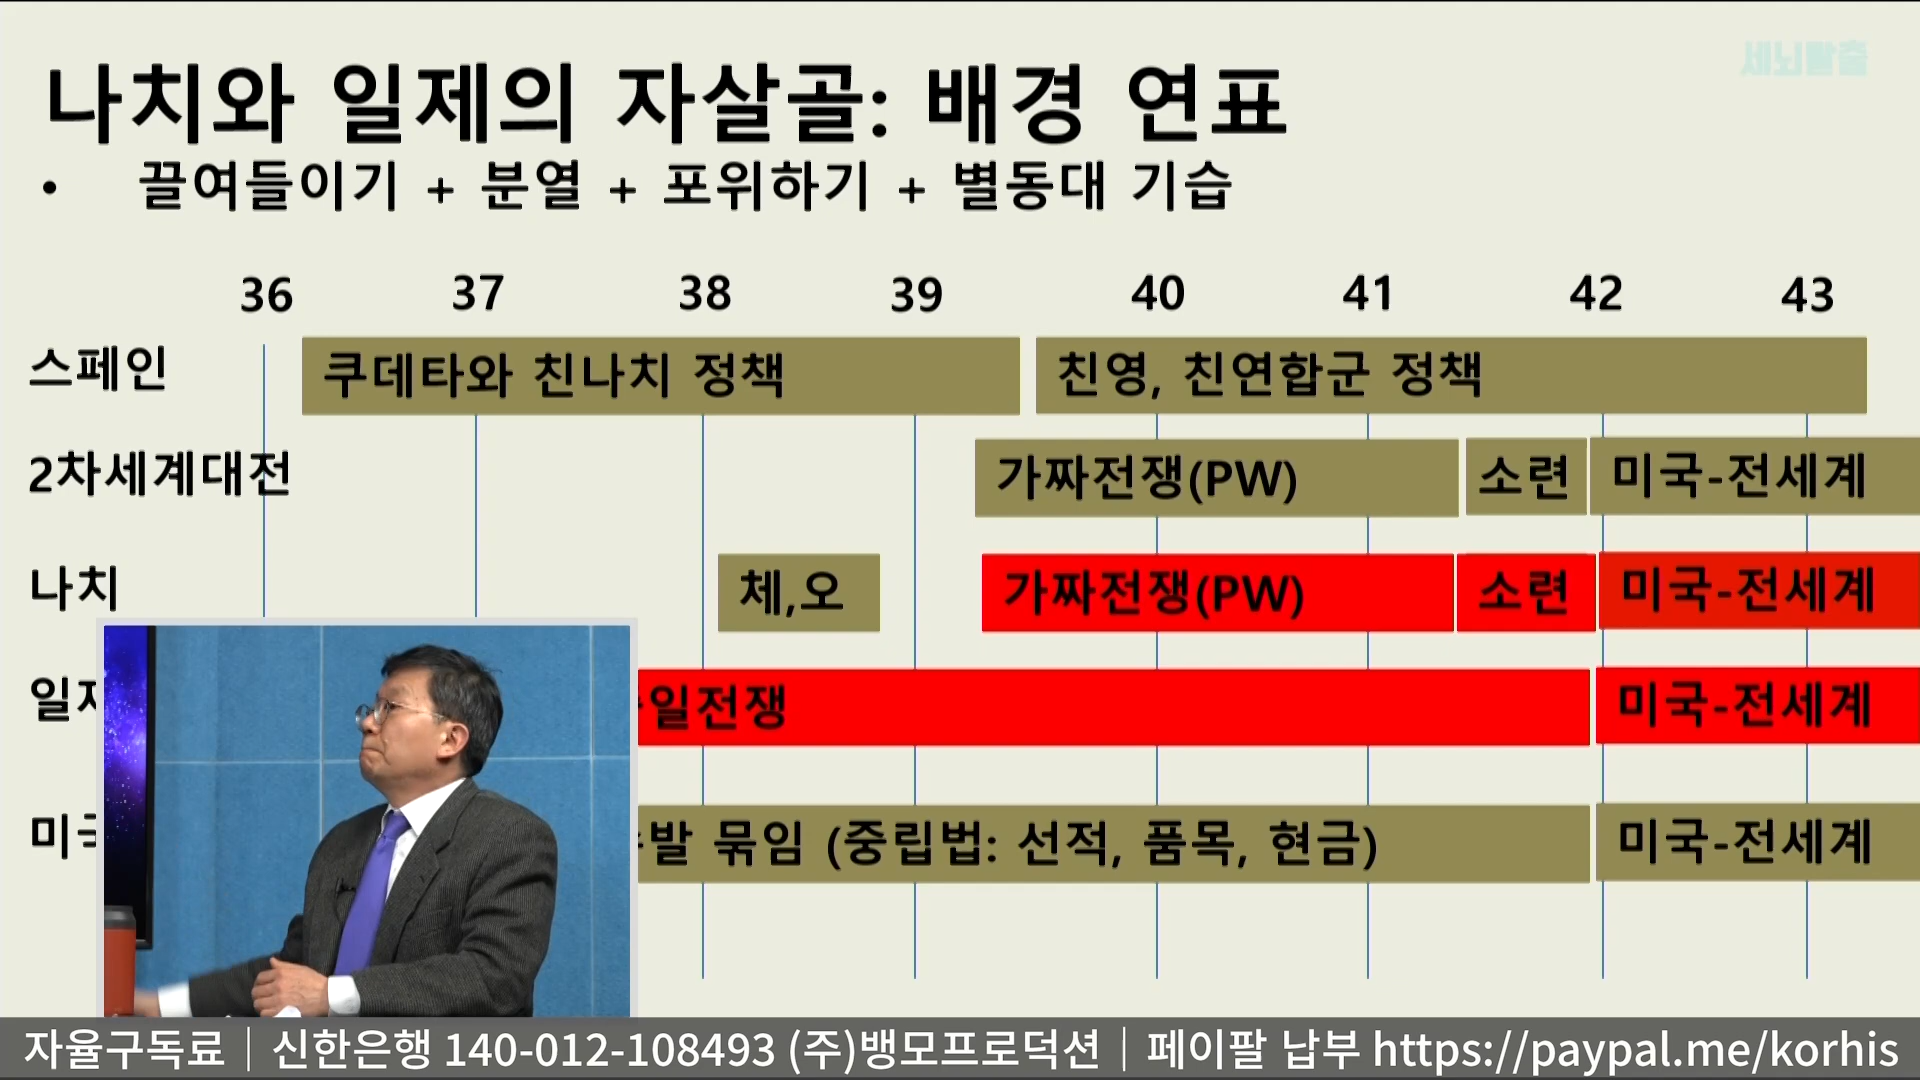 세뇌탈출
나치와 일제의 자살골: 배경 연표
• 끌여들이기 + 분열 + 포위하기 + 별동대 기습
36 37 38 39 40 41 42 43
스페인 쿠데타와 친나치 정책 친영, 친연합군 정책
2차세계대전 가짜전쟁(PW) 소련 미국-전세계
나치 체,오 가짜전쟁(PW) 소련 미국-전세계
일제 중일전쟁 미국-전세계
미국 발 묶임 (중립법: 선적, 품목, 현금) 미국-전세계
자율구독료│신한은행 140-012-108493 (주)뱅모프로덕션│페이팔 납부 https://paypal.me/korhis